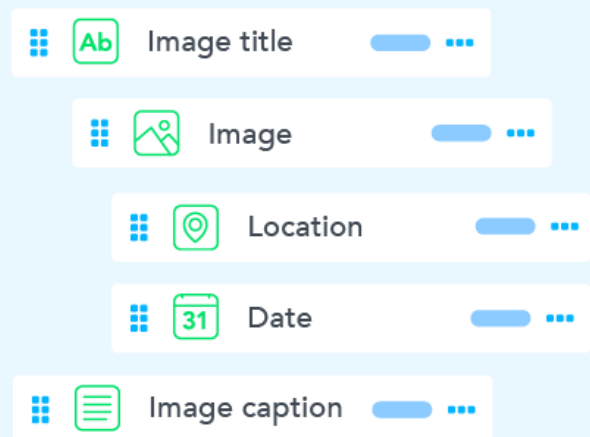 Ab Image title
Image
Location
31 Date
Image caption